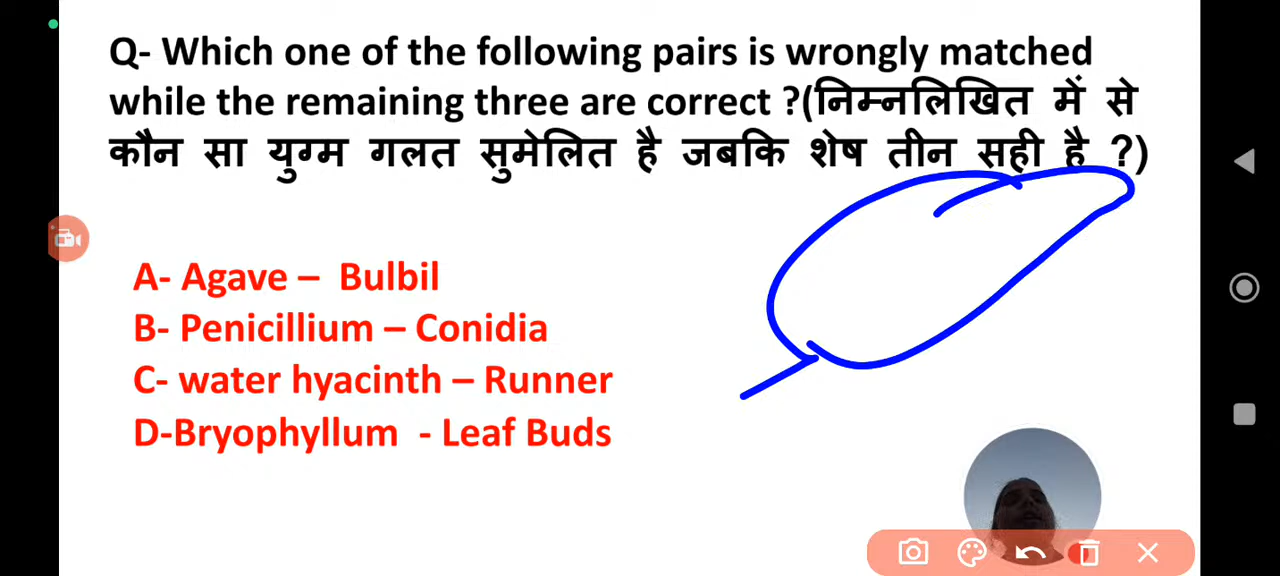 Q- Which one of the following pairs is wrongly matched
while the remaining three are correct ?(निम्नलिखित में से
कौन सा युग्म गलत सुमेलित है जबकि शेष तीन सही है ?)
A- Agave – Bulbil
B- Penicillium – Conidia
C- water hyacinth – Runner
D-Bryophyllum - Leaf Buds